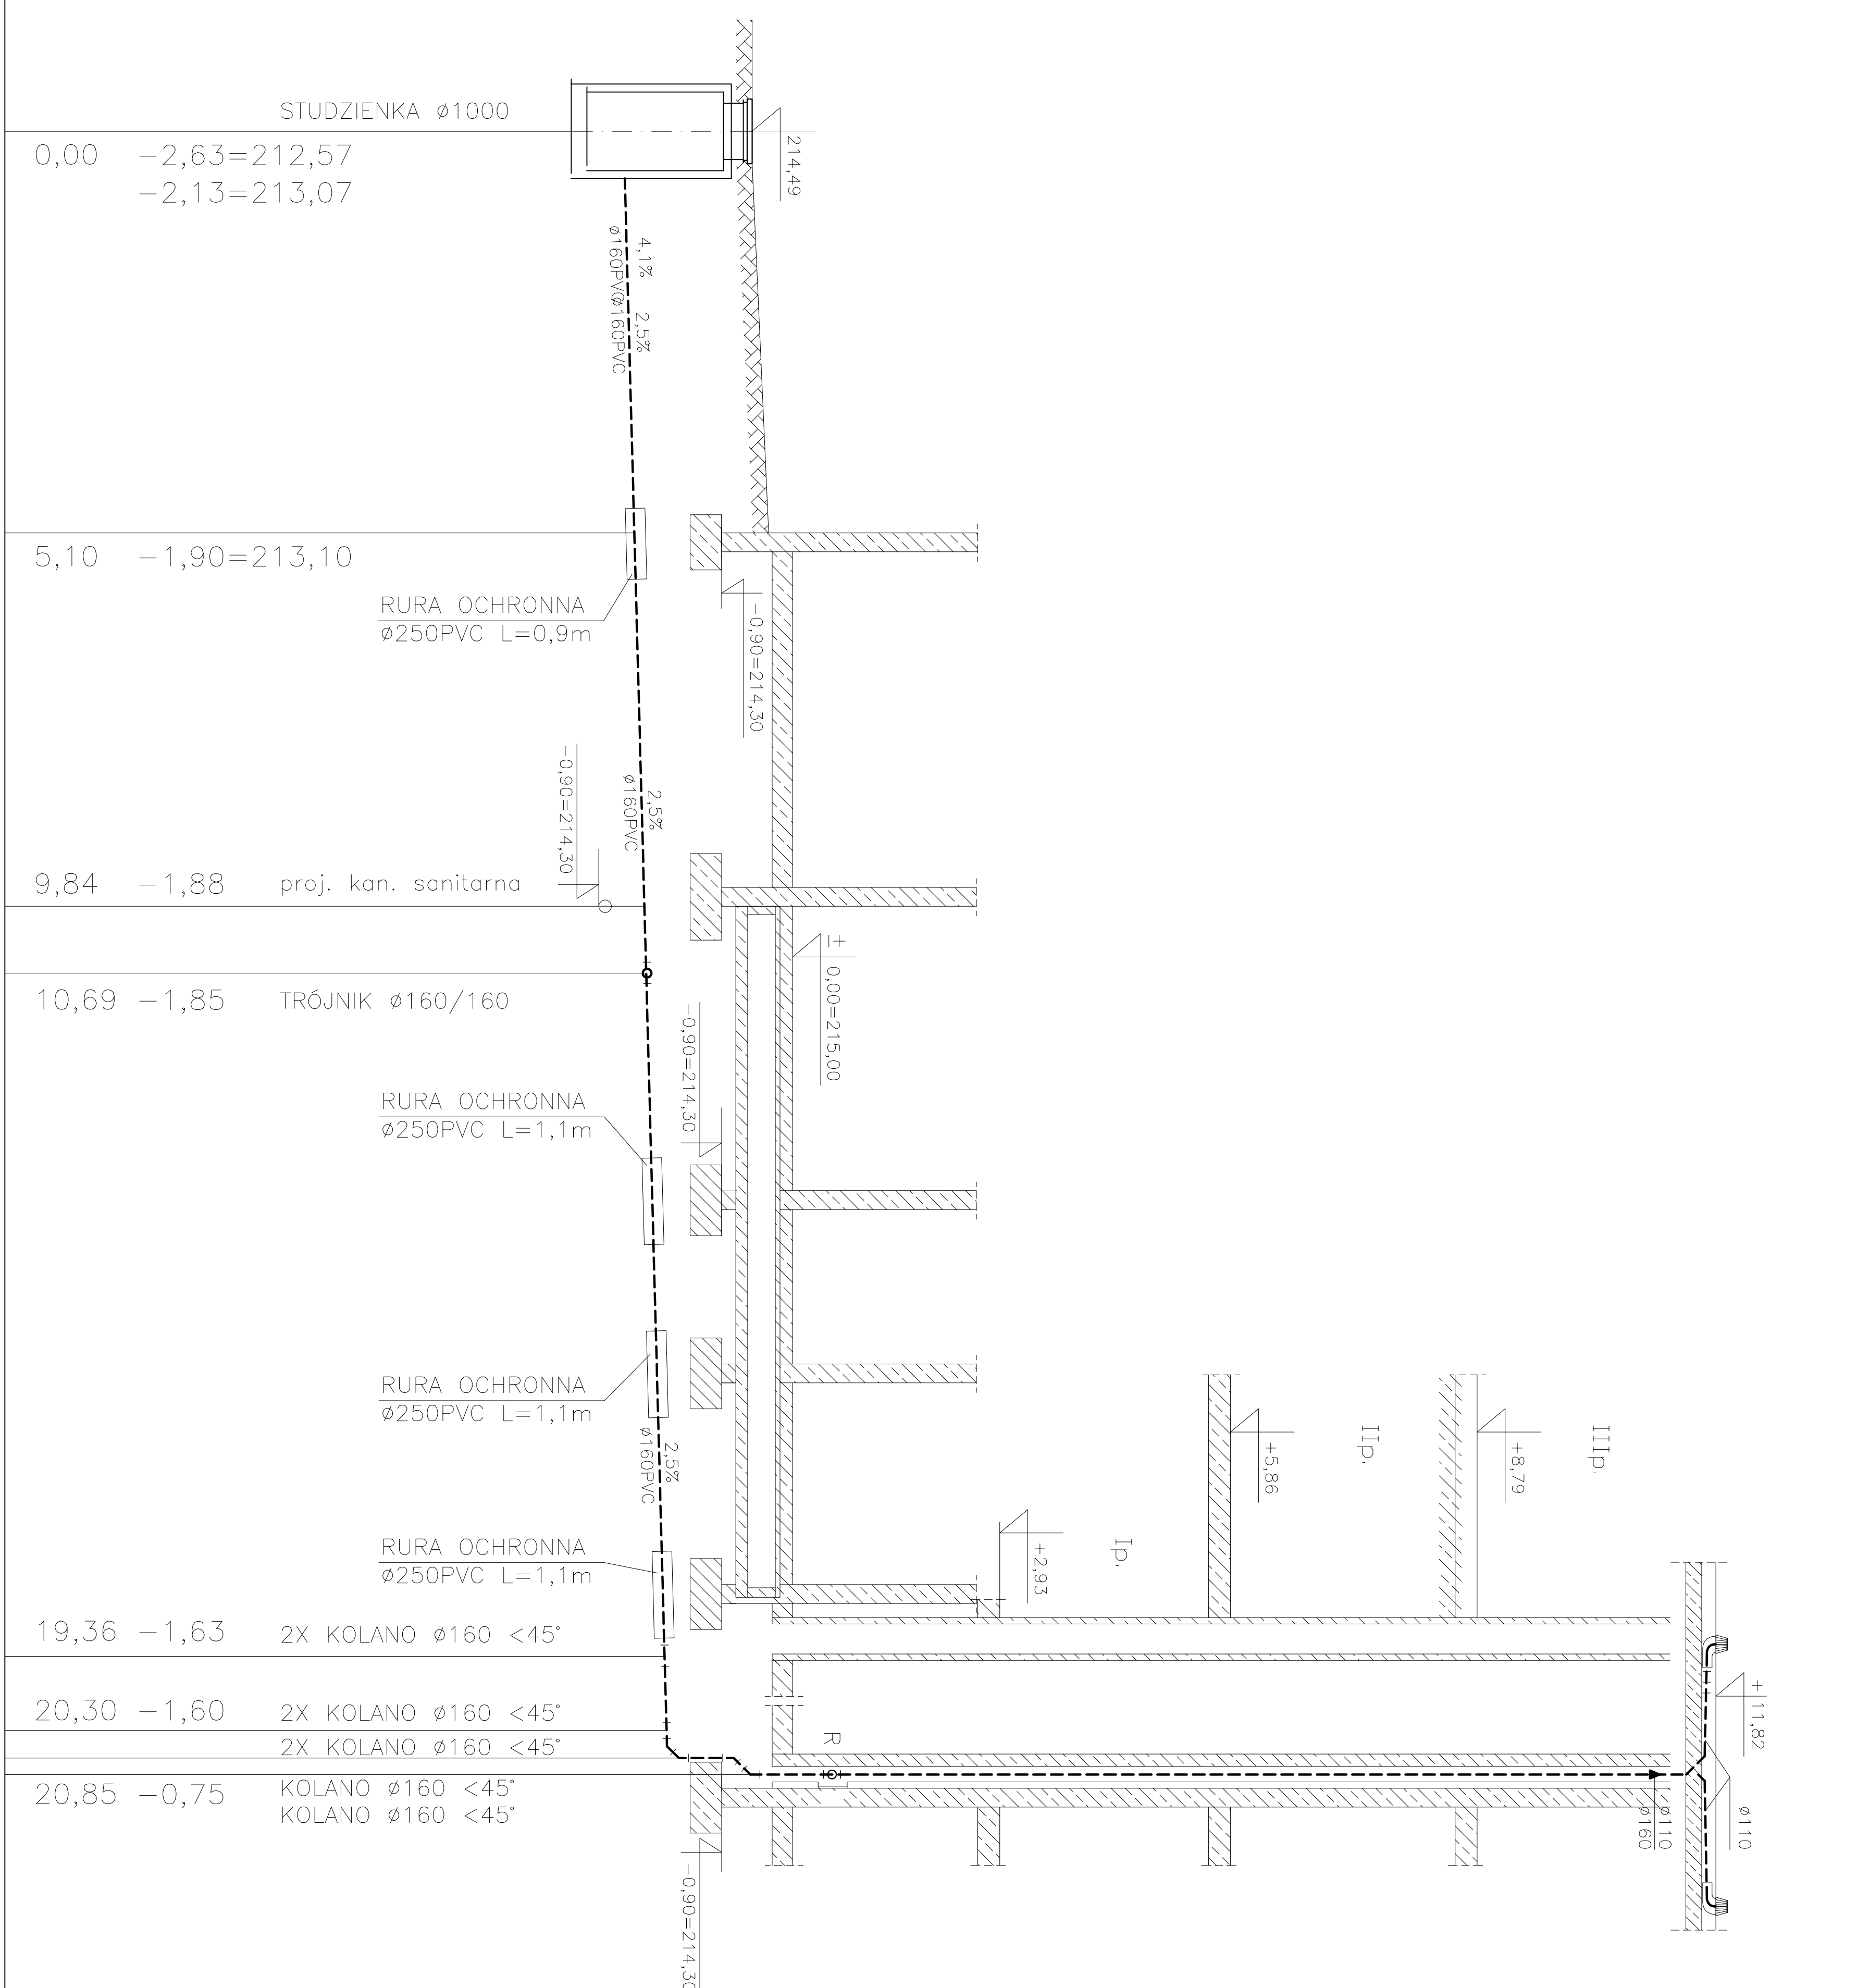 STUDZIENKA ø1000
0,00 −2,63=212,57
−2,13=213,07
214,49
4,1%
ø160PVC
2,5%
ø160PVC
5,10 −1,90=213,10
RURA OCHRONNA
ø250PVC L=0,9m
−0,90=214,30
2,5%
ø160PVC
−0,90=214,30
9,84 −1,88 proj. kan. sanitarna
± 0,00=215,00
10,69 −1,85 TRÓJNIK ø160/160
−0,90=214,30
RURA OCHRONNA
ø250PVC L=1,1m
RURA OCHRONNA
ø250PVC L=1,1m
2,5%
ø160PVC
+5,86
IIp.
+8,79
IIIp.
RURA OCHRONNA
ø250PVC L=1,1m
+2,93
Ip.
19,36 −1,63 2X KOLANO ø160 <45°
20,30 −1,60 2X KOLANO ø160 <45°
2X KOLANO ø160 <45°
R
+ 11,82
20,85 −0,75 KOLANO ø160 <45°
KOLANO ø160 <45°
ø110
ø160
ø110
−0,90=214,30